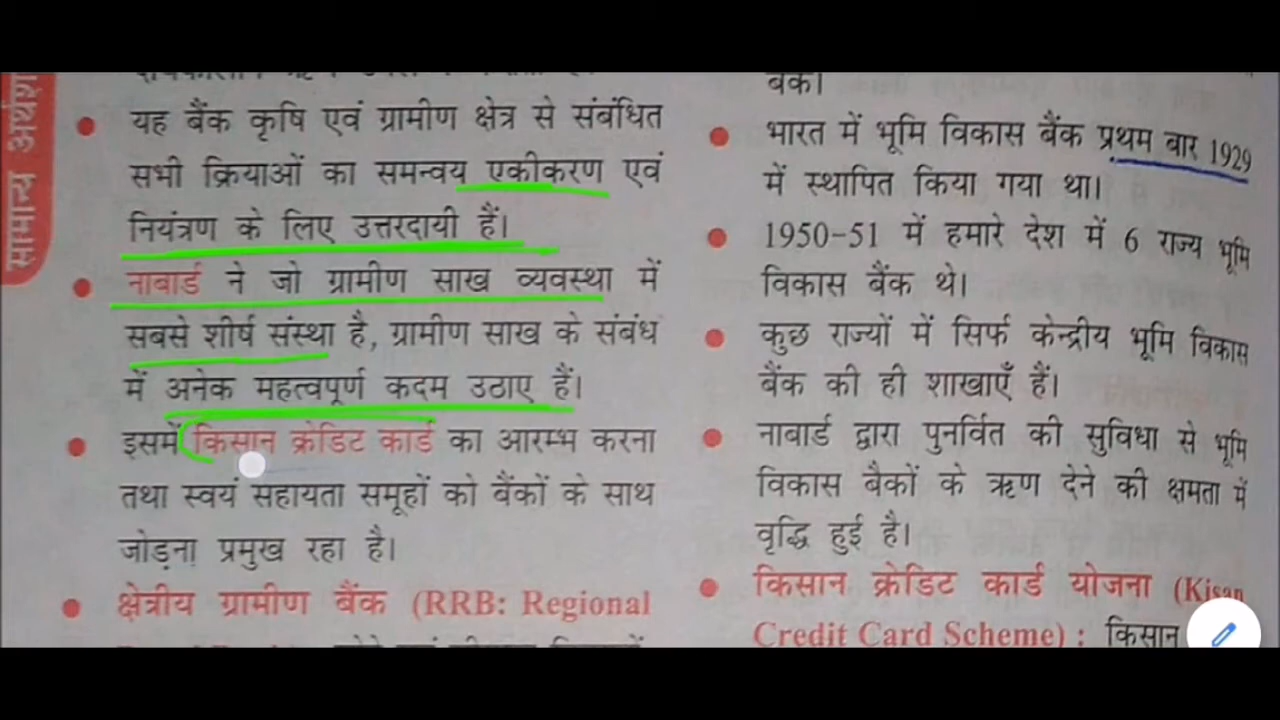 सामान्य अर्थश
यह बैंक कृषि एवं ग्रामीण क्षेत्र से संबंधित
सभी क्रियाओं का समन्वय एकीकरण एवं
नियंत्रण के लिए उत्तरदायी हैं।
नाबार्ड ने जो ग्रामीण साख व्यवस्था में
सबसे शीर्ष संस्था है, ग्रामीण साख के संबंध
में अनेक महत्वपूर्ण कदम उठाए हैं।
इसमें किसान क्रेडिट कार्ड का आरम्भ करना
तथा स्वयं सहायता समूहों को बैंकों के साथ
जोड़ना प्रमुख रहा है।
क्षेत्रीय ग्रामीण बैंक (RRB: Regional
बैंक।
भारत में भूमि विकास बैंक प्रथम बार 1929
में स्थापित किया गया था।
1950-51 में हमारे देश में 6 राज्य भूमि
विकास बैंक थे।
कुछ राज्यों में सिर्फ केन्द्रीय भूमि विकास
बैंक की ही शाखाएँ हैं।
नाबार्ड द्वारा पुनर्वित की सुविधा से भूमि
विकास बैकों के ऋण देने की क्षमता में
वृद्धि हुई है।
किसान क्रेडिट कार्ड योजना (Kisan
Credit Card Scheme) : किसान